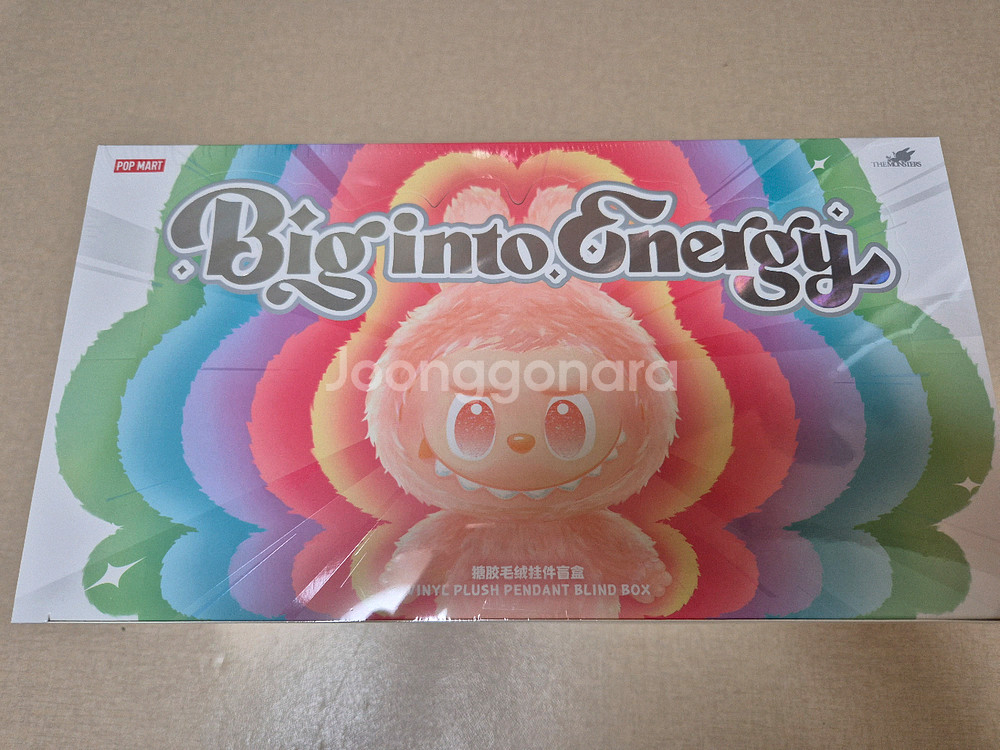 POP MART
THE MONSTERS
Big into Energy
Joonggonara
搪胶毛绒挂件盲盒
VINYL PLUSH PENDANT BLIND BOX